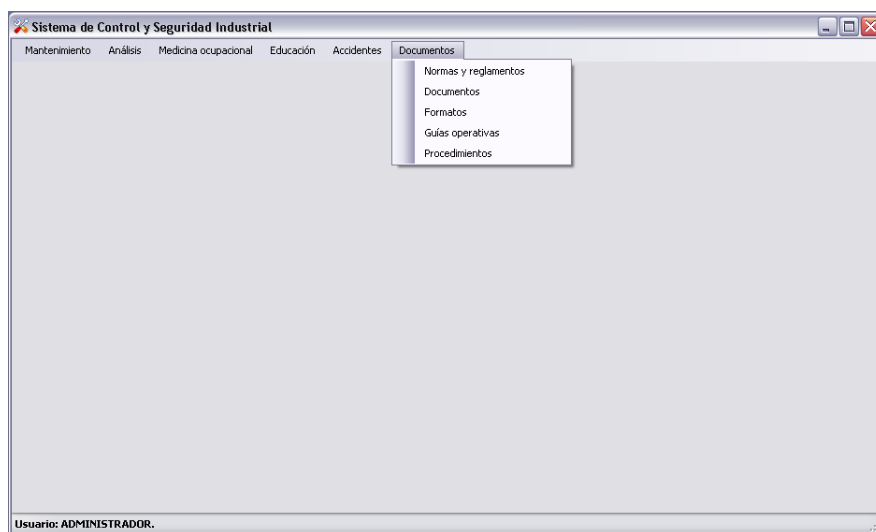 Sistema de Control y Seguridad Industrial
Mantenimiento Análisis Medicina ocupacional Educación Accidentes Documentos
Normas y reglamentos
Documentos
Formatos
Guías operativas
Procedimientos
Usuario: ADMINISTRADOR.